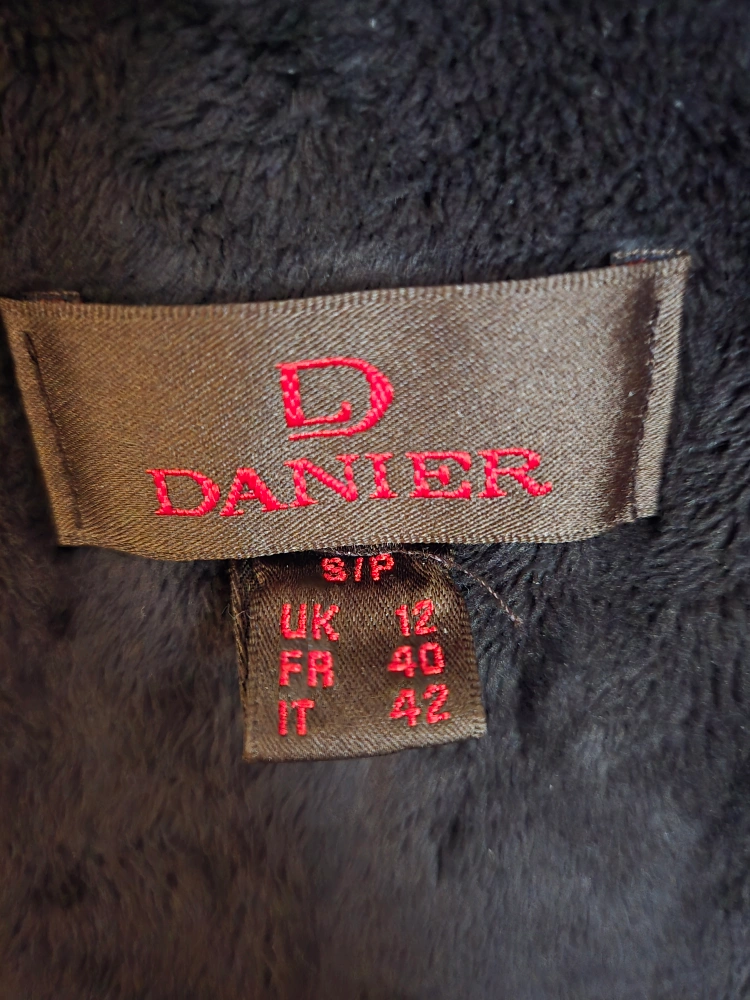 D
DANIER
S/P
UK 12
FR 40
IT 42